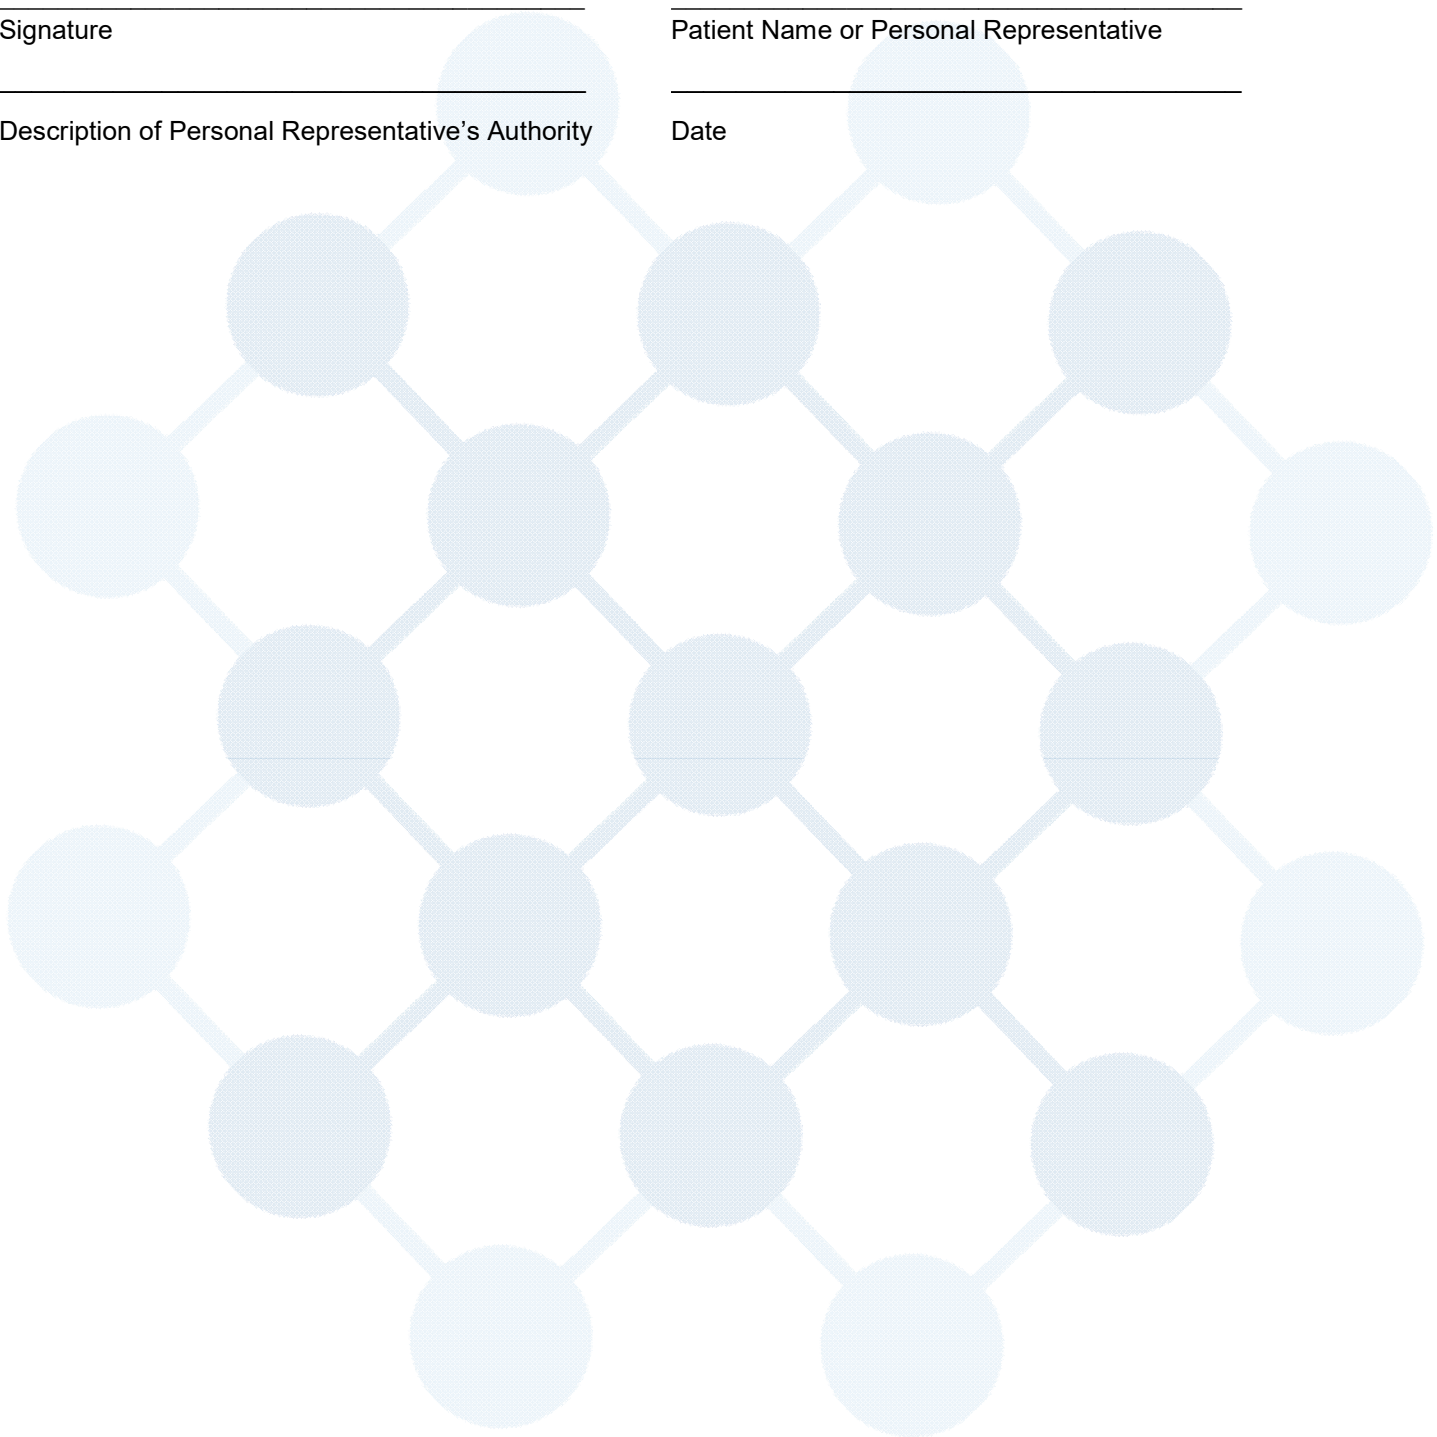 Signature
Patient Name or Personal Representative
Description of Personal Representative’s Authority
Date